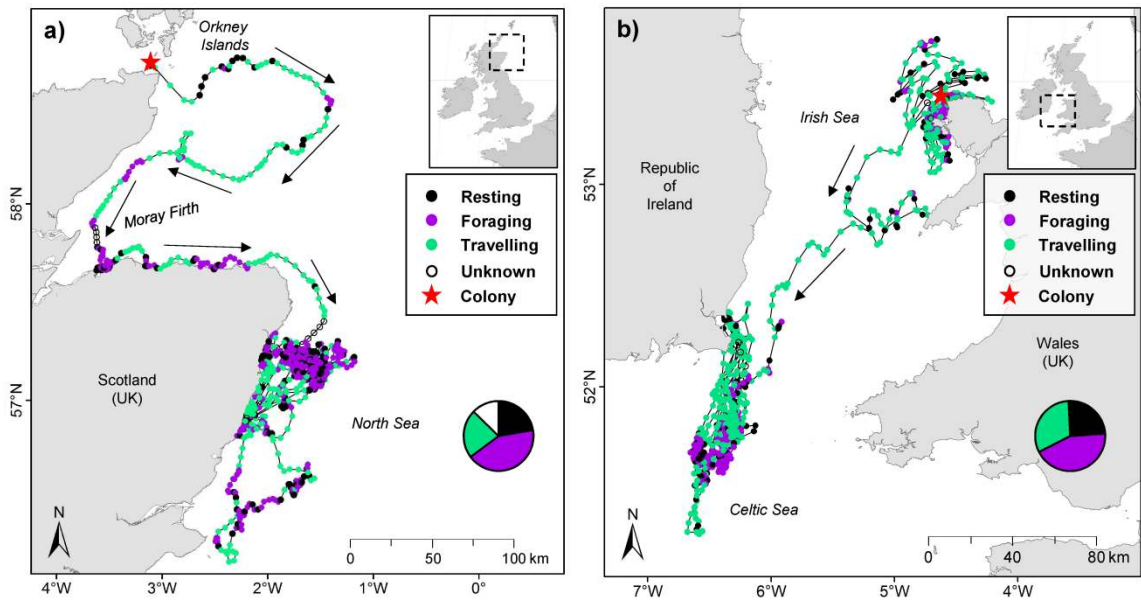 a)
Orkney
Islands
58°N
Moray Firth
Resting
Foraging
Travelling
Unknown
Colony
57°N
Scotland
(UK)
North Sea
N
0 50 100 km
4°W 3°W 2°W 1°W 0
b)
Irish Sea
53°N
Republic
of
Ireland
Resting
Foraging
Travelling
Unknown
Colony
Wales
(UK)
52°N
Celtic Sea
N
0 40 80 km
7°W 6°W 5°W 4°W